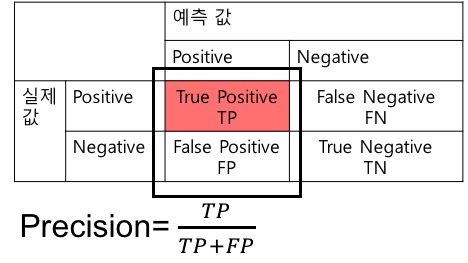 예측 값
Positive Negative
실제 값 Positive True Positive TP False Negative FN
Negative False Positive FP True Negative TN
Precision= TP / TP+FP